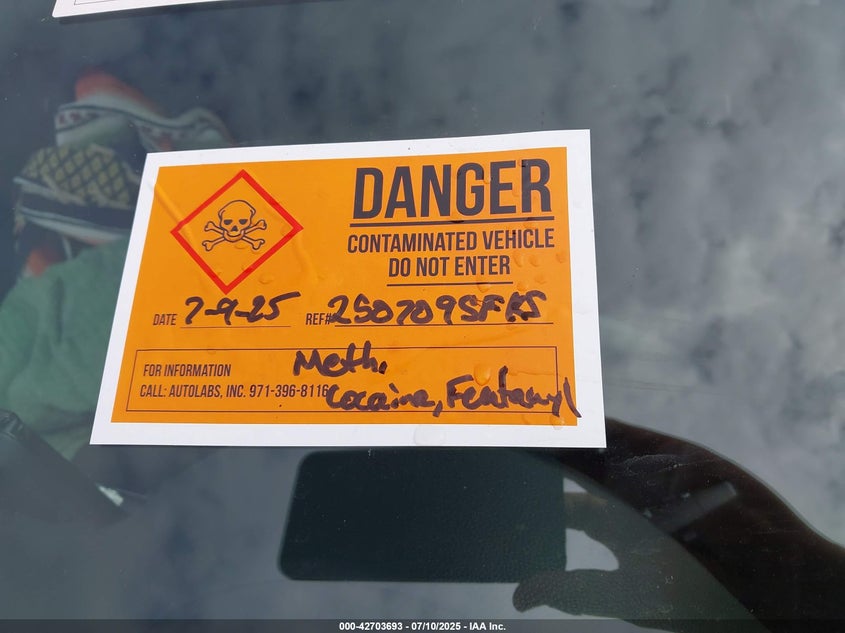 DANGER
CONTAMINATED VEHICLE
DO NOT ENTER
DATE 7-9-25 REF# 250709SFKS
FOR INFORMATION Meth,
CALL: AUTOLABS, INC. 971-396-8116 Cocaine, Fentanyl
000-42703693 - 07/10/2025 - IAA Inc.